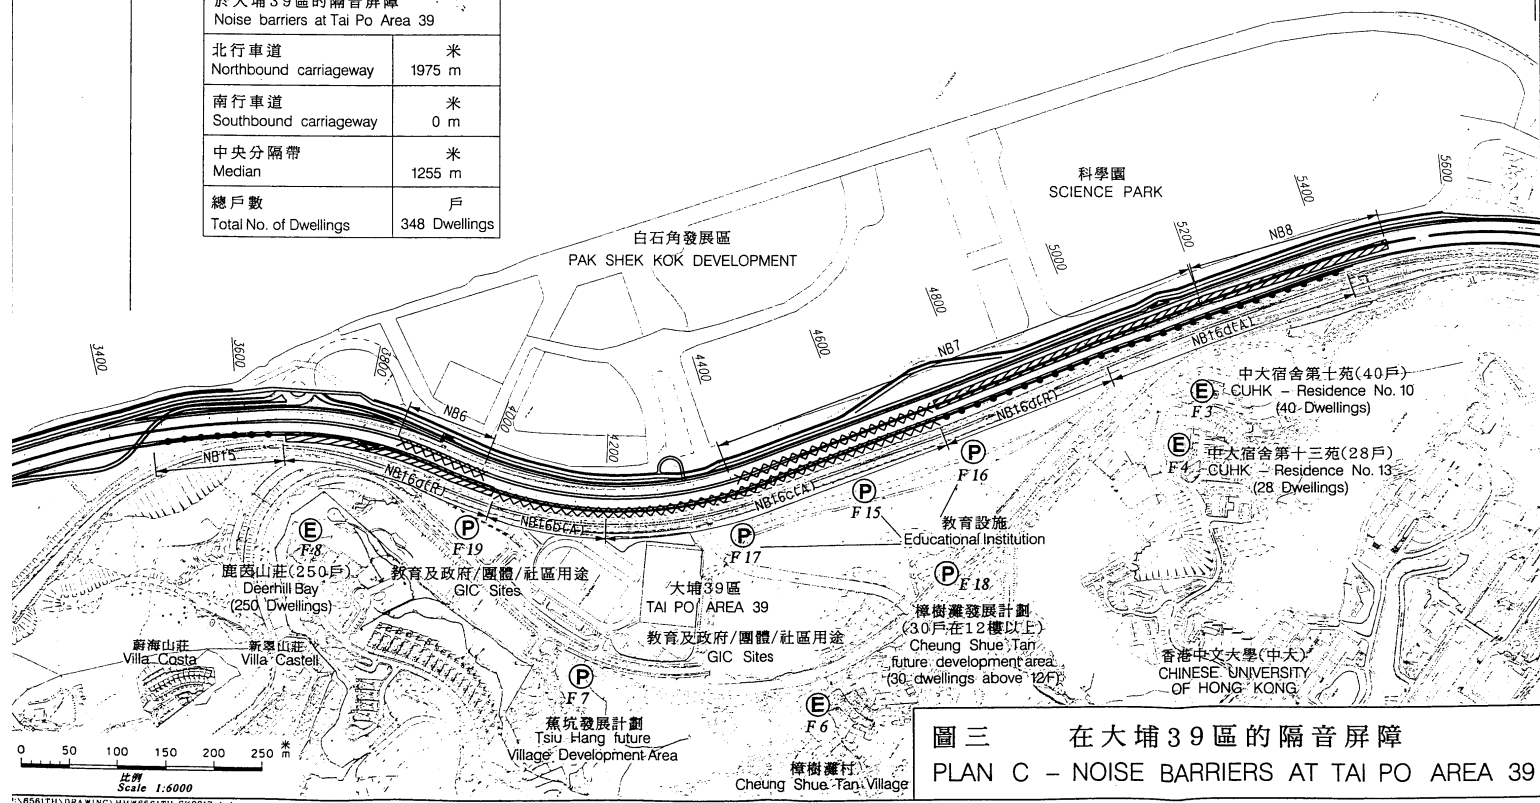 於大埔39區的隔音屏障
Noise barriers at Tai Po Area 39
北行車道 米
Northbound carriageway 1975 m
南行車道 米
Southbound carriageway 0 m
中央分隔帶 米
Median 1255 m
總戶數 戶
Total No. of Dwellings 348 Dwellings
科學園
SCIENCE PARK
白石角發展區
PAK SHEK KOK DEVELOPMENT
3400
3600
3800
4000
4200
4400
4600
4800
5000
5200
5400
5600
NB6
NB7
NB8
NB15
NB16a(R)
NB16b(A)
NB16c(A)
NB16d(R)
NB16d(A)
E
F3
中大宿舍第十苑(40戶)
CUHK – Residence No. 10
(40 Dwellings)
E
F4
中大宿舍第十三苑(28戶)
CUHK – Residence No. 13
(28 Dwellings)
P
F16
P
F15
教育設施
Educational Institution
P
F17
P
F18
P
F19
教育及政府/團體/社區用途
GIC Sites
E
F8
鹿茵山莊(250戶)
Deerhill Bay
(250 Dwellings)
大埔39區
TAI PO AREA 39
教育及政府/團體/社區用途
GIC Sites
樟樹灘發展計劃
(30戶在12樓以上)
Cheung Shue Tan
future development area
(30 dwellings above 12F)
蔚海山莊
Villa Costa
新翠山莊
Villa Castell
香港中文大學(中大)
CHINESE UNIVERSITY
OF HONG KONG
P
F7
蕉坑發展計劃
Tsiu Hang future
Village Development Area
E
F6
樟樹灘村
Cheung Shue Tan Village
0 50 100 150 200 250 米 m
比例
Scale 1:6000
圖三 在大埔39區的隔音屏障
PLAN C – NOISE BARRIERS AT TAI PO AREA 39